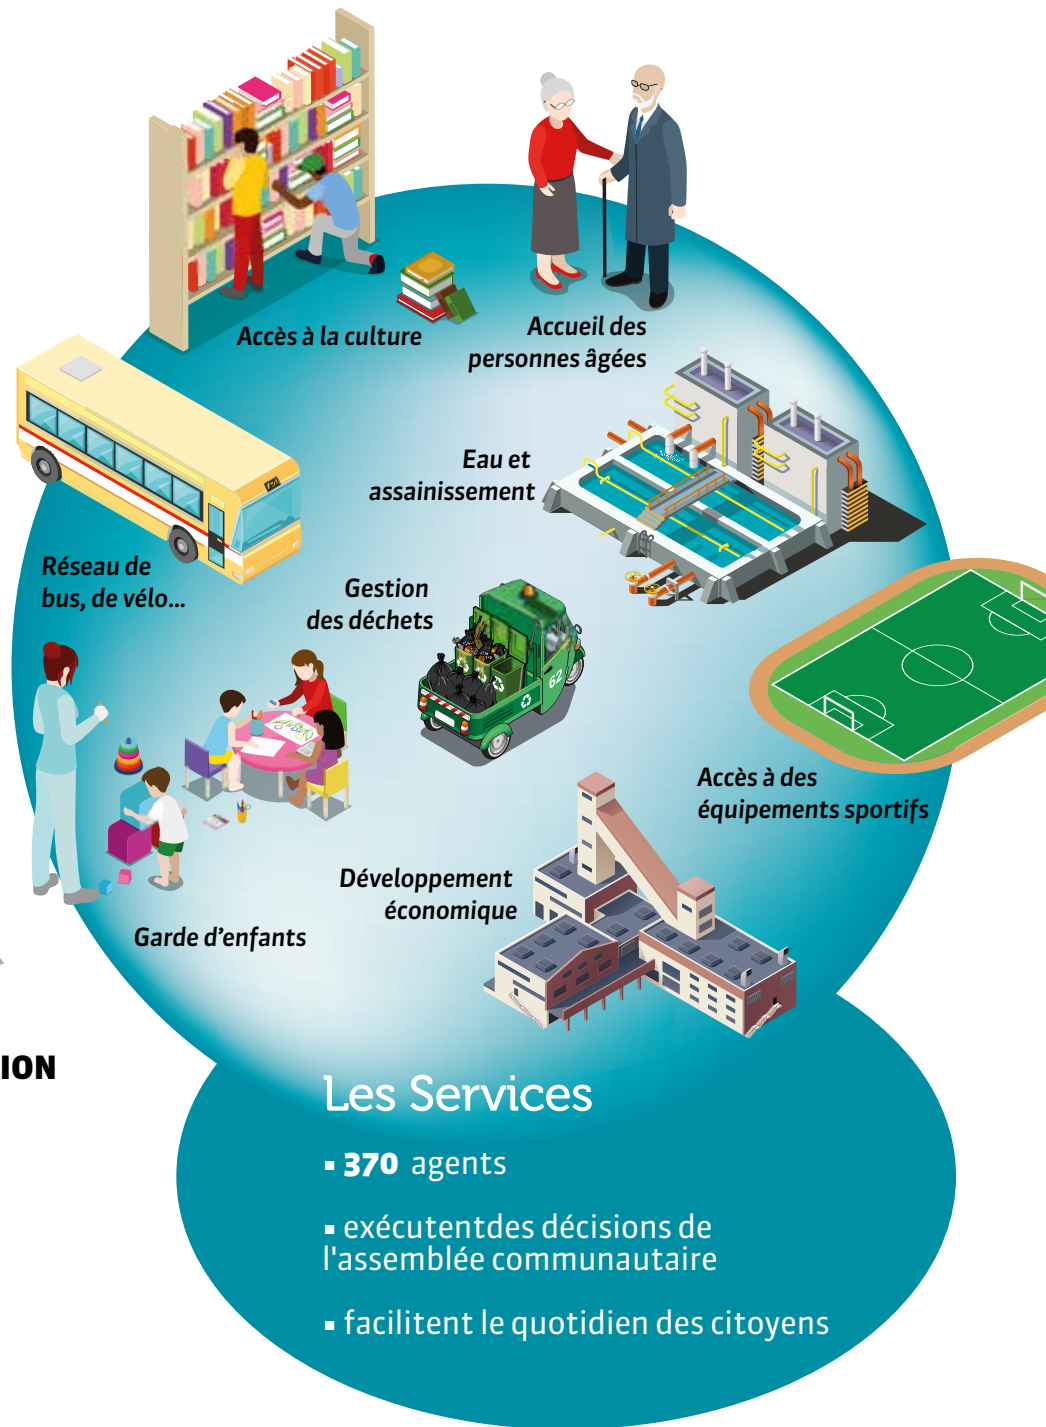 Accès à la culture
Accueil des
personnes âgées
Eau et
assainissement
Réseau de
bus, de vélo...
Gestion
des déchets
62
Accès à des
équipements sportifs
Développement
économique
Garde d’enfants
ION
Les Services
▪ 370 agents
▪ exécutentdes décisions de
l'assemblée communautaire
▪ facilitent le quotidien des citoyens